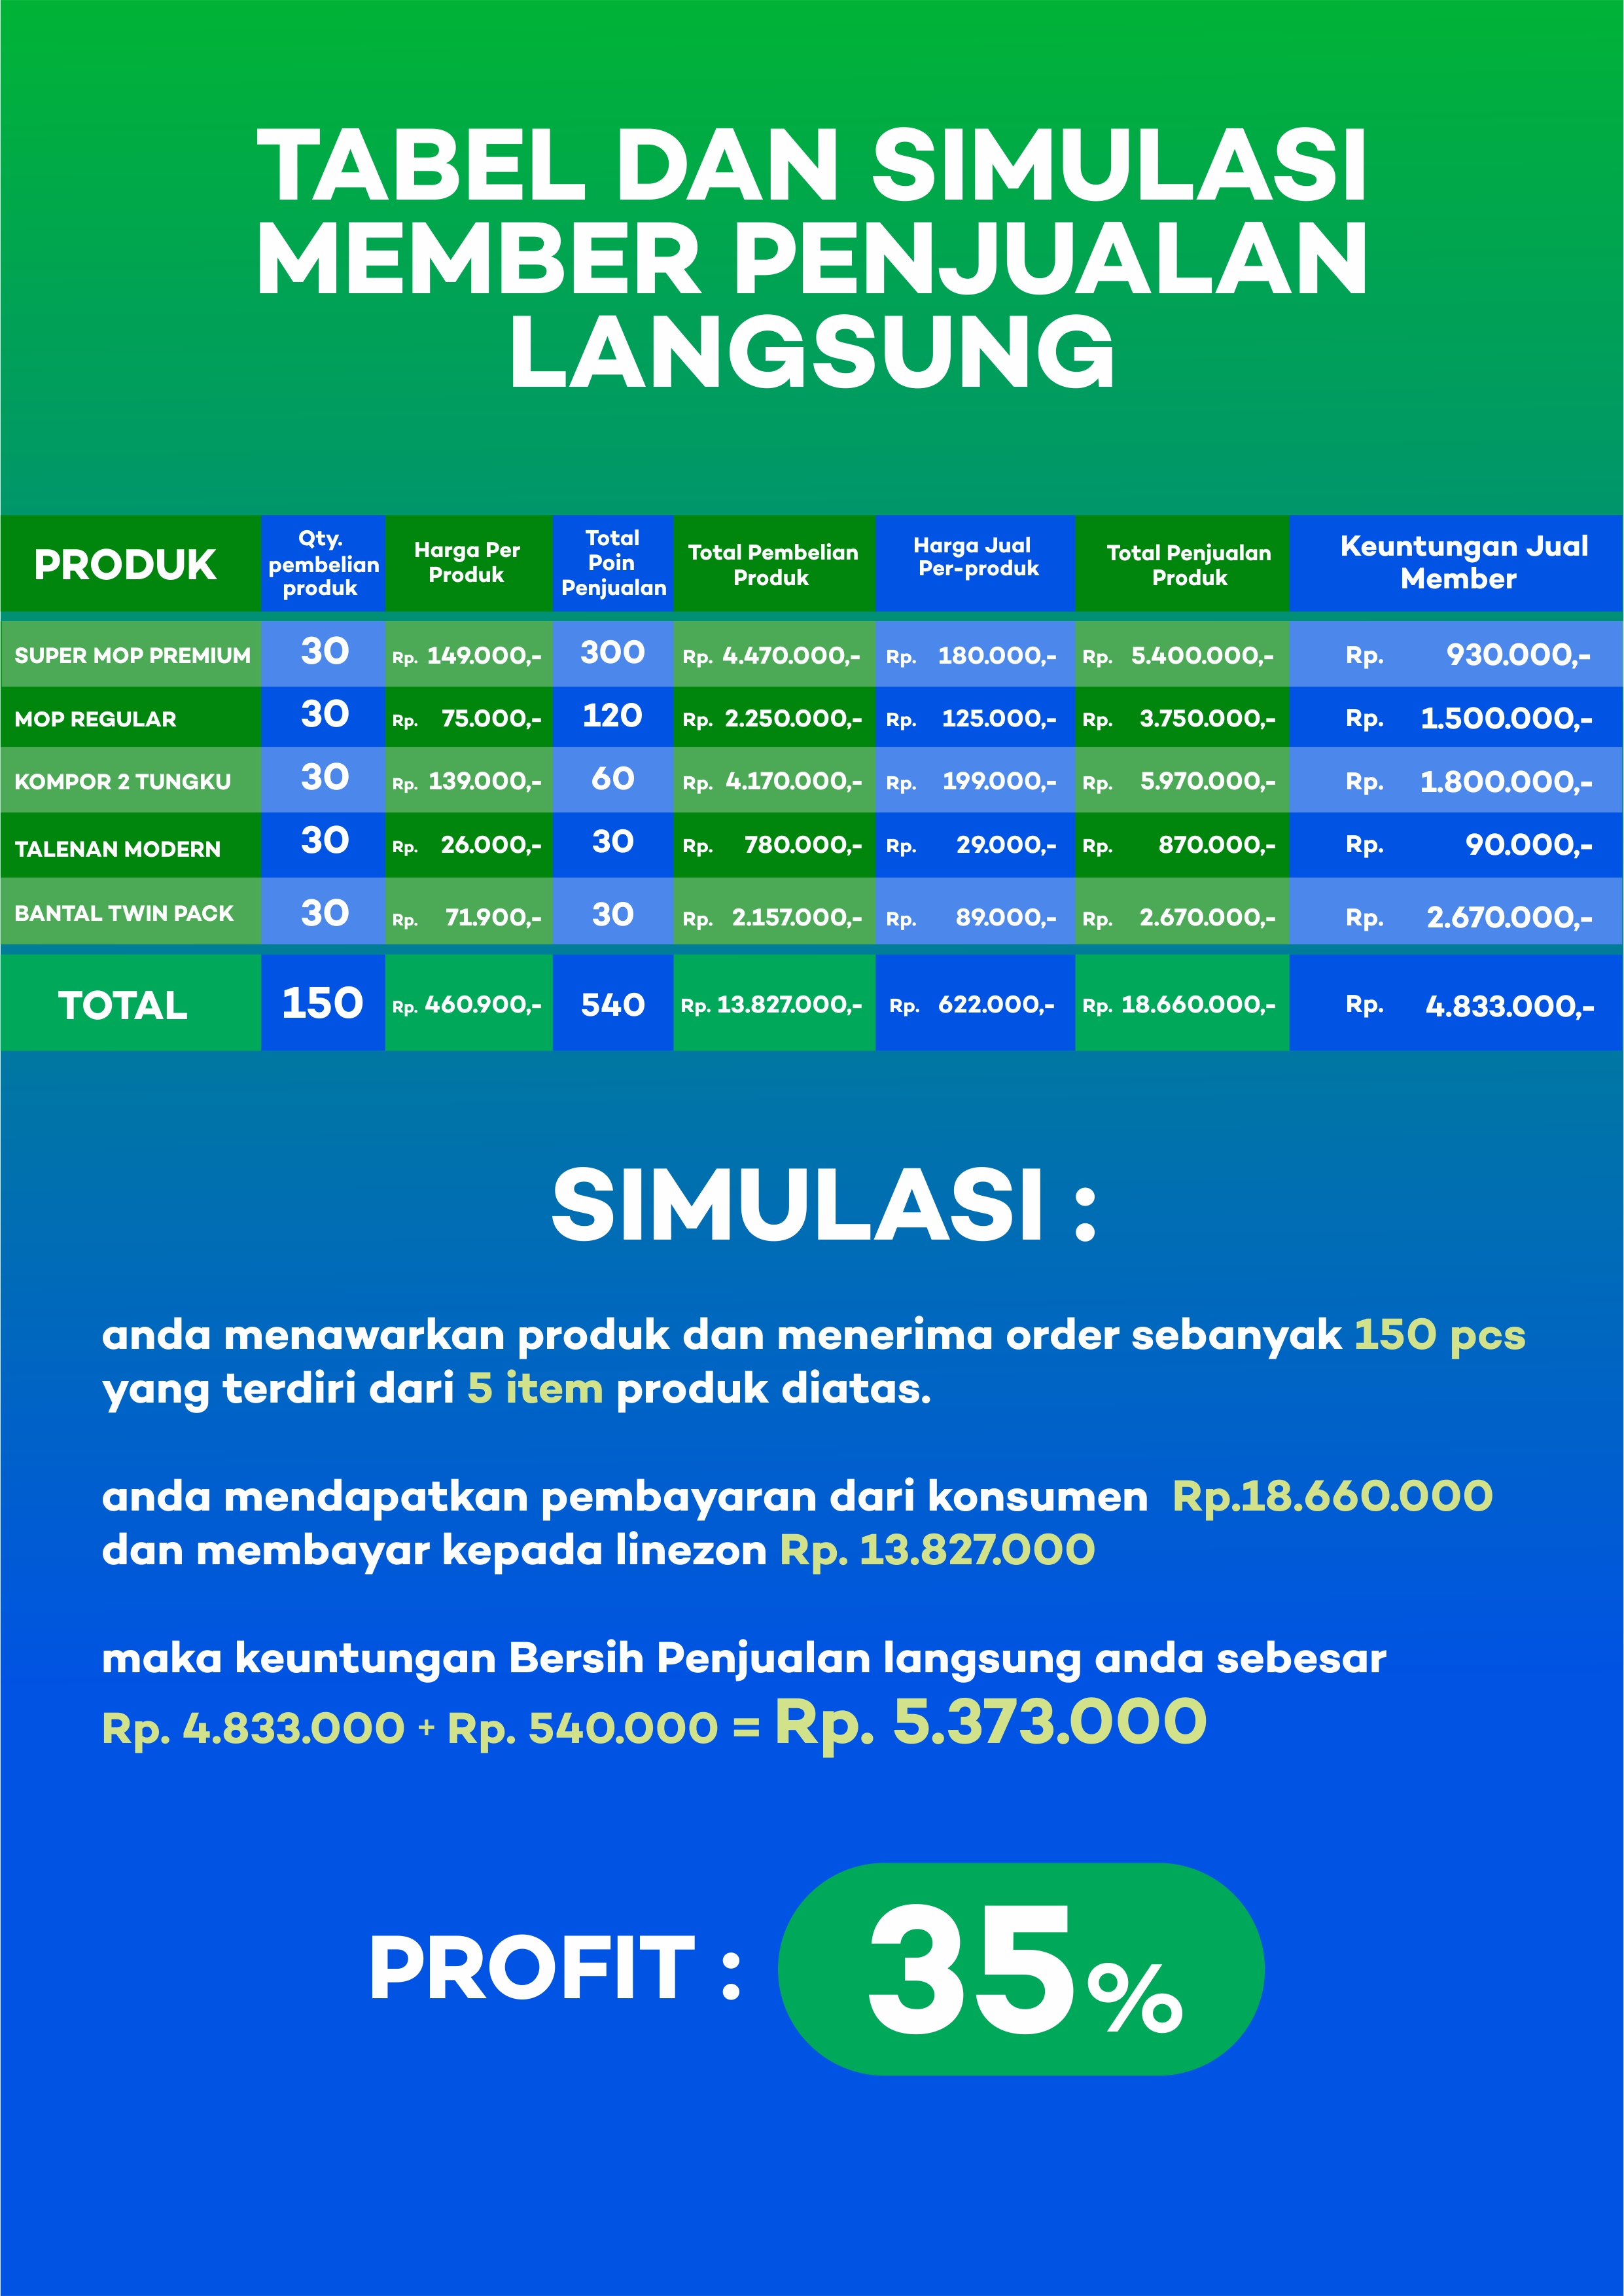 TABEL DAN SIMULASI
MEMBER PENJUALAN
LANGSUNG
PRODUK Qty. pembelian produk Harga Per Produk Total Poin Penjualan Total Pembelian Produk Harga Jual Per-produk Total Penjualan Produk Keuntungan Jual Member
SUPER MOP PREMIUM 30 Rp. 149.000,- 300 Rp. 4.470.000,- Rp. 180.000,- Rp. 5.400.000,- Rp. 930.000,-
MOP REGULAR 30 Rp. 75.000,- 120 Rp. 2.250.000,- Rp. 125.000,- Rp. 3.750.000,- Rp. 1.500.000,-
KOMPOR 2 TUNGKU 30 Rp. 139.000,- 60 Rp. 4.170.000,- Rp. 199.000,- Rp. 5.970.000,- Rp. 1.800.000,-
TALENAN MODERN 30 Rp. 26.000,- 30 Rp. 780.000,- Rp. 29.000,- Rp. 870.000,- Rp. 90.000,-
BANTAL TWIN PACK 30 Rp. 71.900,- 30 Rp. 2.157.000,- Rp. 89.000,- Rp. 2.670.000,- Rp. 2.670.000,-
TOTAL 150 Rp. 460.900,- 540 Rp. 13.827.000,- Rp. 622.000,- Rp. 18.660.000,- Rp. 4.833.000,-
SIMULASI :
anda menawarkan produk dan menerima order sebanyak 150 pcs
yang terdiri dari 5 item produk diatas.
anda mendapatkan pembayaran dari konsumen Rp.18.660.000
dan membayar kepada linezon Rp. 13.827.000
maka keuntungan Bersih Penjualan langsung anda sebesar
Rp. 4.833.000 + Rp. 540.000 = Rp. 5.373.000
PROFIT : 35%